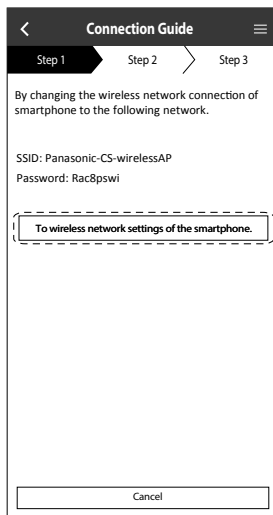 Connection Guide
Step 1 Step 2 Step 3
By changing the wireless network connection of
smartphone to the following network.
SSID: Panasonic-CS-wirelessAP
Password: Rac8pswi
To wireless network settings of the smartphone.
Cancel